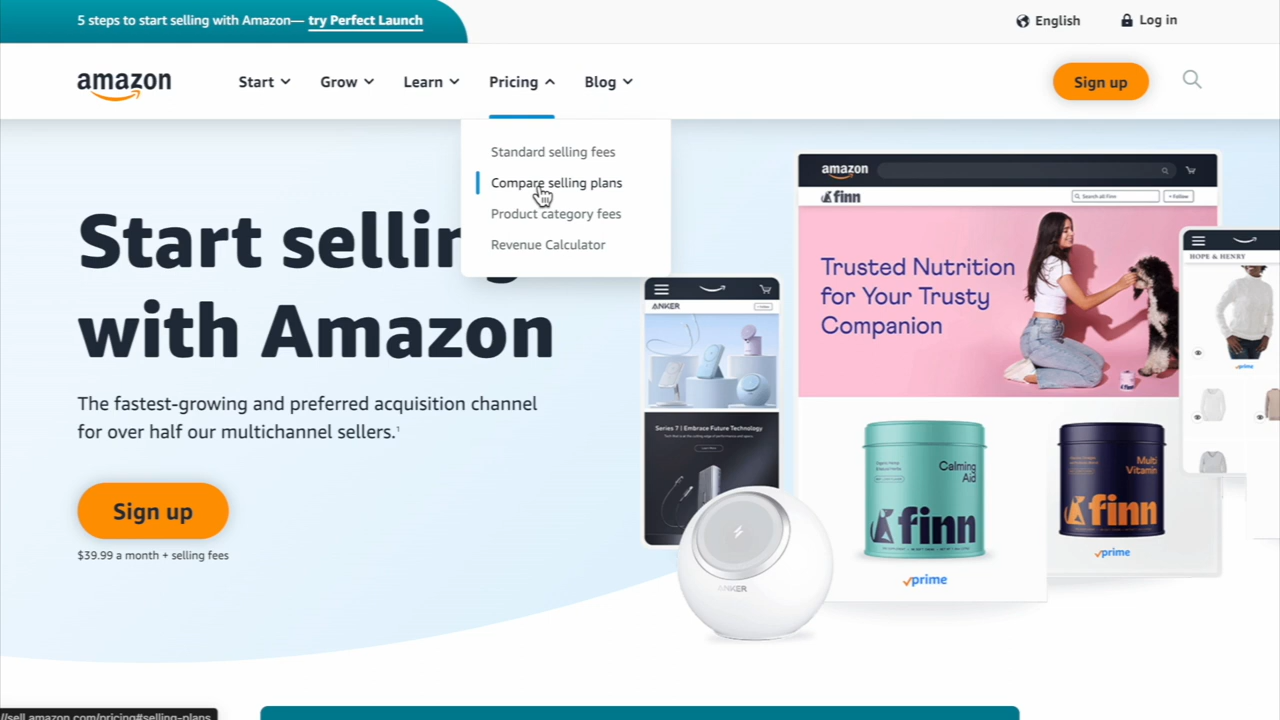 5 steps to start selling with Amazon— try Perfect Launch
English
Log in
amazon
Start
Grow
Learn
Pricing
Blog
Sign up
Standard selling fees
Compare selling plans
Product category fees
Revenue Calculator
Start sellin
with Amazon
The fastest-growing and preferred acquisition channel
for over half our multichannel sellers.¹
Sign up
$39.99 a month + selling fees
amazon
finn
Search all Finn
+ Follow
Trusted Nutrition
for Your Trusty
Companion
HOPE & HENRY
prime
ANKER
Series 7 | Embrace Future Technology
ANKER
Calming
Aid
finn
prime
Multi
Vitamin
finn
prime
//sell.amazon.com/pricing#selling-plans